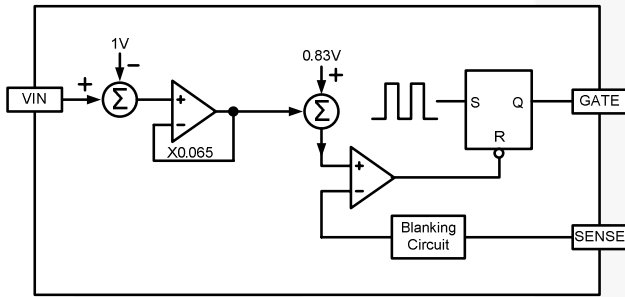 1V
0.83V
VIN
+
−
Σ
+
−
X0.065
+
Σ
S
Q
R
GATE
+
−
Blanking
Circuit
SENSE